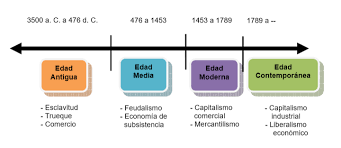 3500 a. C. a 476 d. C.
476 a 1453
1453 a 1789
1789 a --
Edad
Antigua
Edad
Media
Edad
Moderna
Edad
Contemporánea
- Esclavitud
- Trueque
- Comercio
- Feudalismo
- Economía de
subsistencia
- Capitalismo
comercial
- Mercantilismo
- Capitalismo
industrial
- Liberalismo
económico